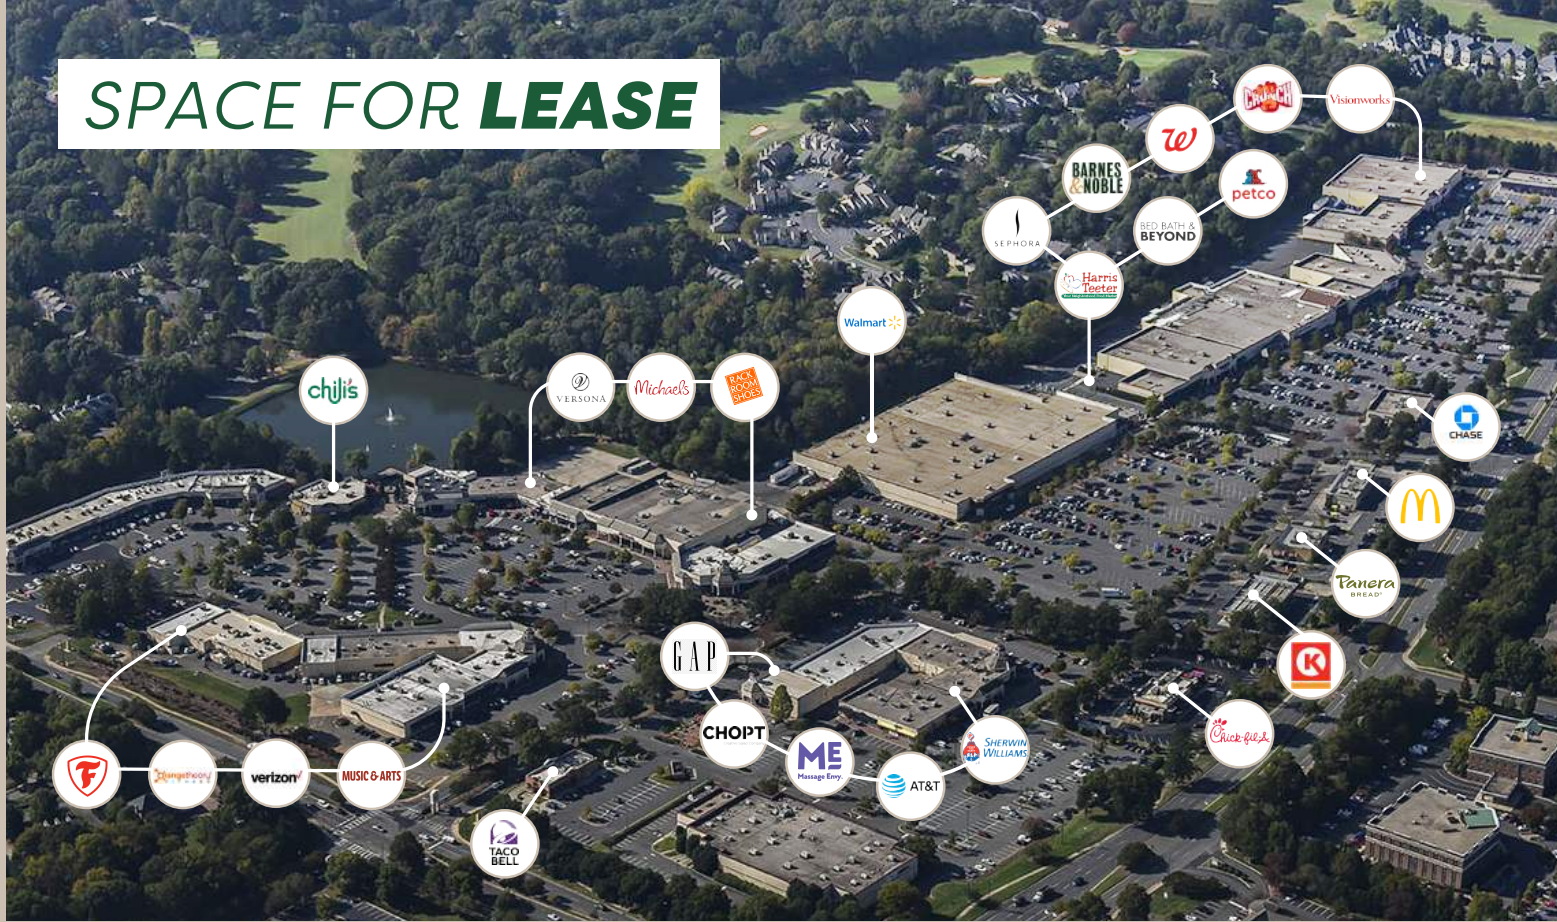 SPACE FOR LEASE
CRUNCH
Visionworks
W
BARNES
& NOBLE
petco
SEPHORA
BED BATH &
BEYOND
Harris
Teeter
Walmart
chili's
VERSONA
Michaels
RACK
ROOM
SHOES
CHASE
M
Panera
BREAD
K
GAP
CHOPT
Chick-fil-A
ME
Massage Envy.
SHERWIN
WILLIAMS
AT&T
F
Orangetheory
FITNESS
verizon
MUSIC & ARTS
TACO
BELL